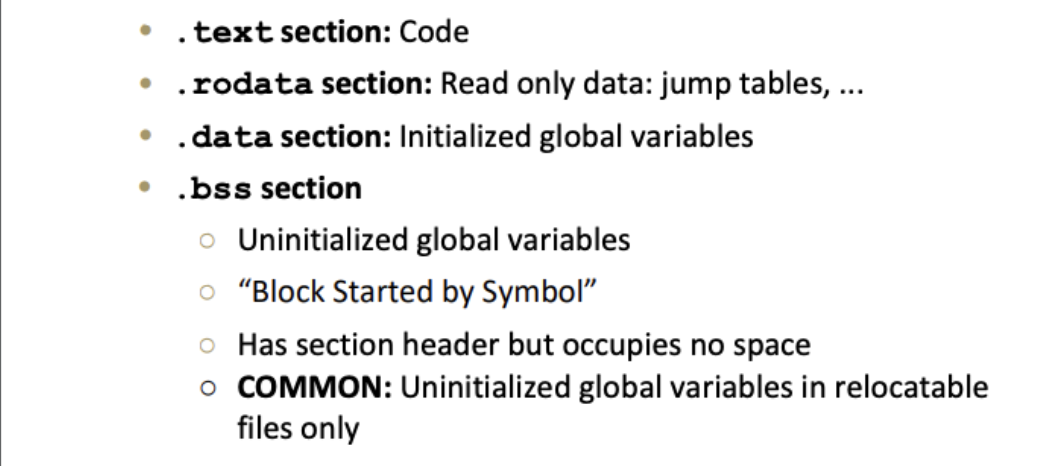 • .text section: Code
• .rodata section: Read only data: jump tables, ...
• .data section: Initialized global variables
• .bss section
○ Uninitialized global variables
○ “Block Started by Symbol”
○ Has section header but occupies no space
○ COMMON: Uninitialized global variables in relocatable
files only